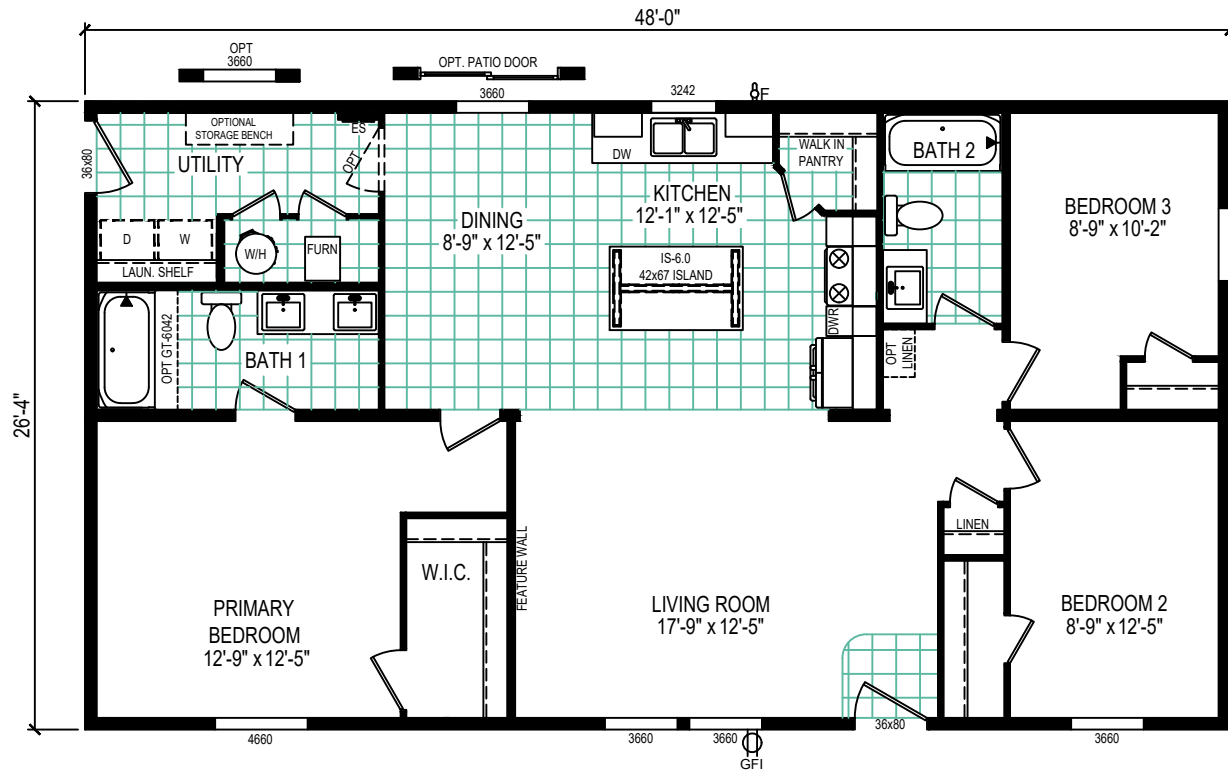 48'-0"
OPT
3660
OPT. PATIO DOOR
3660
3242
F
26'-4"
36x80
OPTIONAL
STORAGE BENCH
ES
OPT
UTILITY
D
W
LAUN. SHELF
W/H
FURN
DINING
8'-9" x 12'-5"
DW
KITCHEN
12'-1" x 12'-5"
WALK IN
PANTRY
IS-6.0
42x67 ISLAND
DWR
BATH 2
OPT
LINEN
BEDROOM 3
8'-9" x 10'-2"
OPT GT-6042
BATH 1
PRIMARY
BEDROOM
12'-9" x 12'-5"
W.I.C.
FEATURE WALL
LIVING ROOM
17'-9" x 12'-5"
LINEN
BEDROOM 2
8'-9" x 12'-5"
4660
3660
3660
GFI
36x80
3660